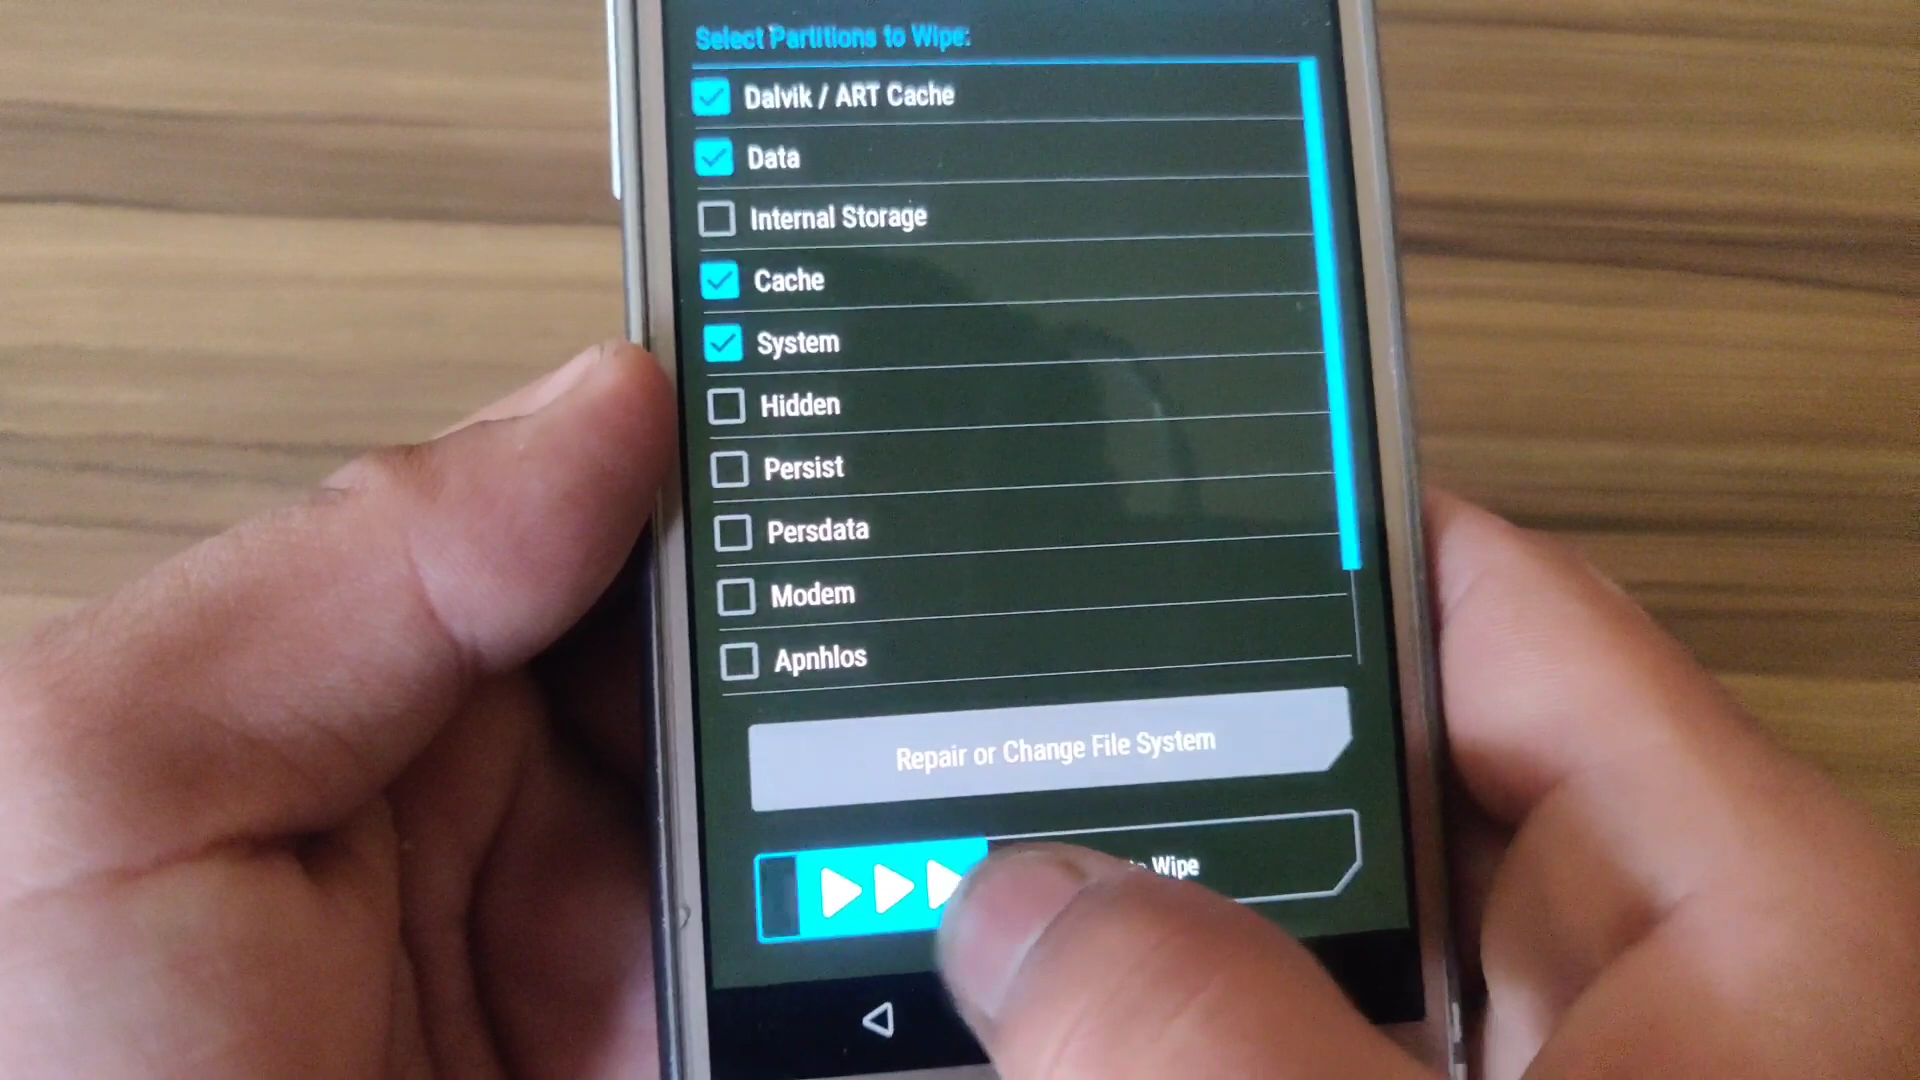 Select Partitions to Wipe:
Dalvik / ART Cache
Data
Internal Storage
Cache
System
Hidden
Persist
Persdata
Modem
Apnhlos
Repair or Change File System
Wipe